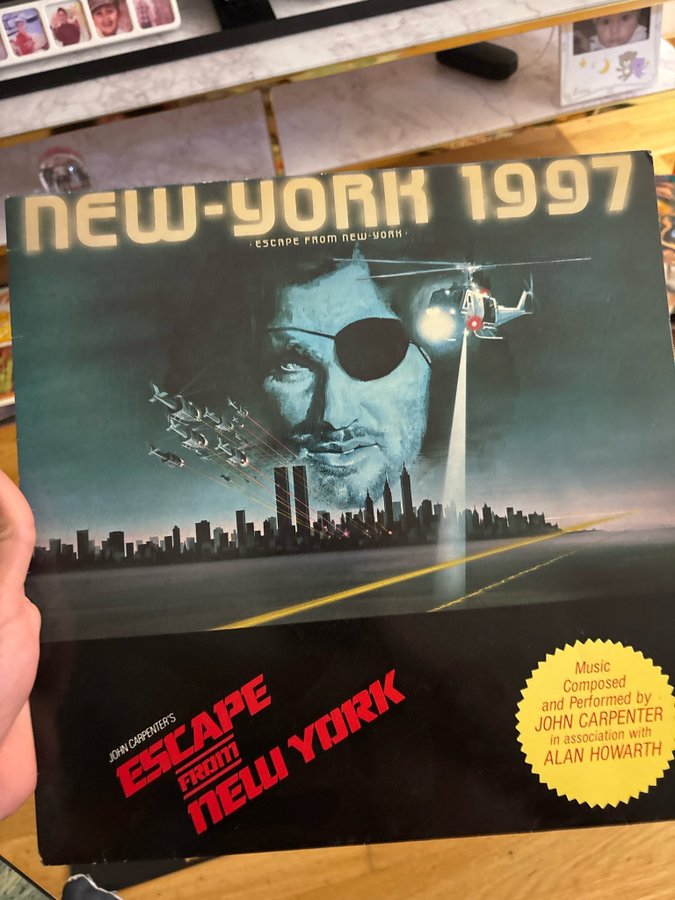 NEW-YORK 1997
· ESCAPE FROM NEW-YORK ·
JOHN CARPENTER'S
ESCAPE
FROM
NEW YORK
Music
Composed
and Performed by
JOHN CARPENTER
in association with
ALAN HOWARTH